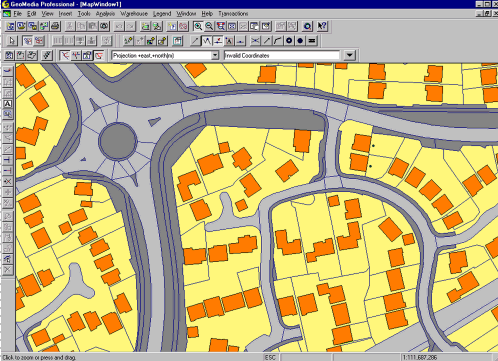 GeoMedia Professional - [MapWindow1]
File Edit View Insert Tools Analysis Warehouse Legend Window Help Transactions
Projection +east,+north(m) Invalid Coordinates
A
Click to zoom or press and drag. ESC 1:111,687,286